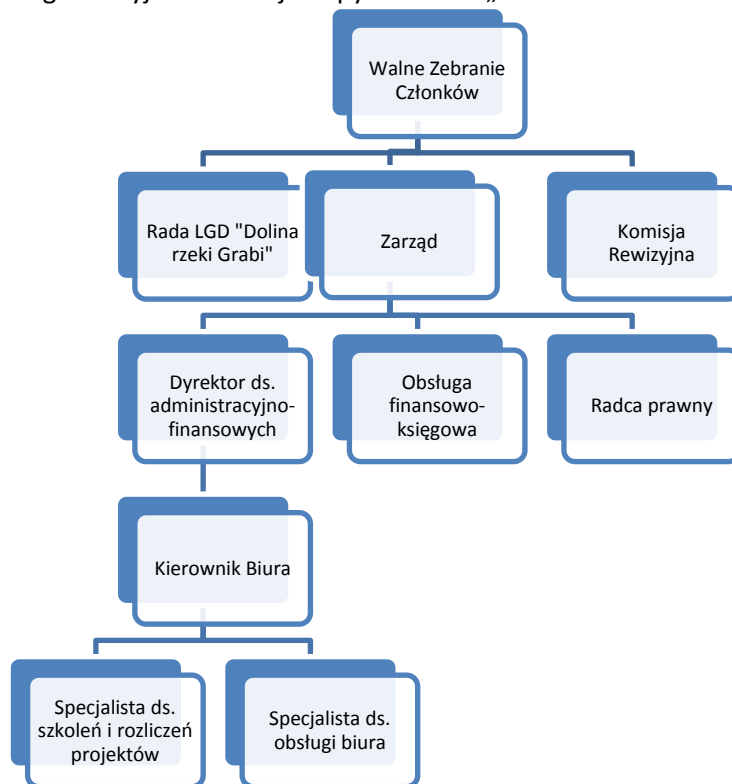 Walne Zebranie
Członków
Rada LGD "Dolina
rzeki Grabi"
Zarząd
Komisja
Rewizyjna
Dyrektor ds.
administracyjno-
finansowych
Obsługa
finansowo-
księgowa
Radca prawny
Kierownik Biura
Specjalista ds.
szkoleń i rozliczeń
projektów
Specjalista ds.
obsługi biura